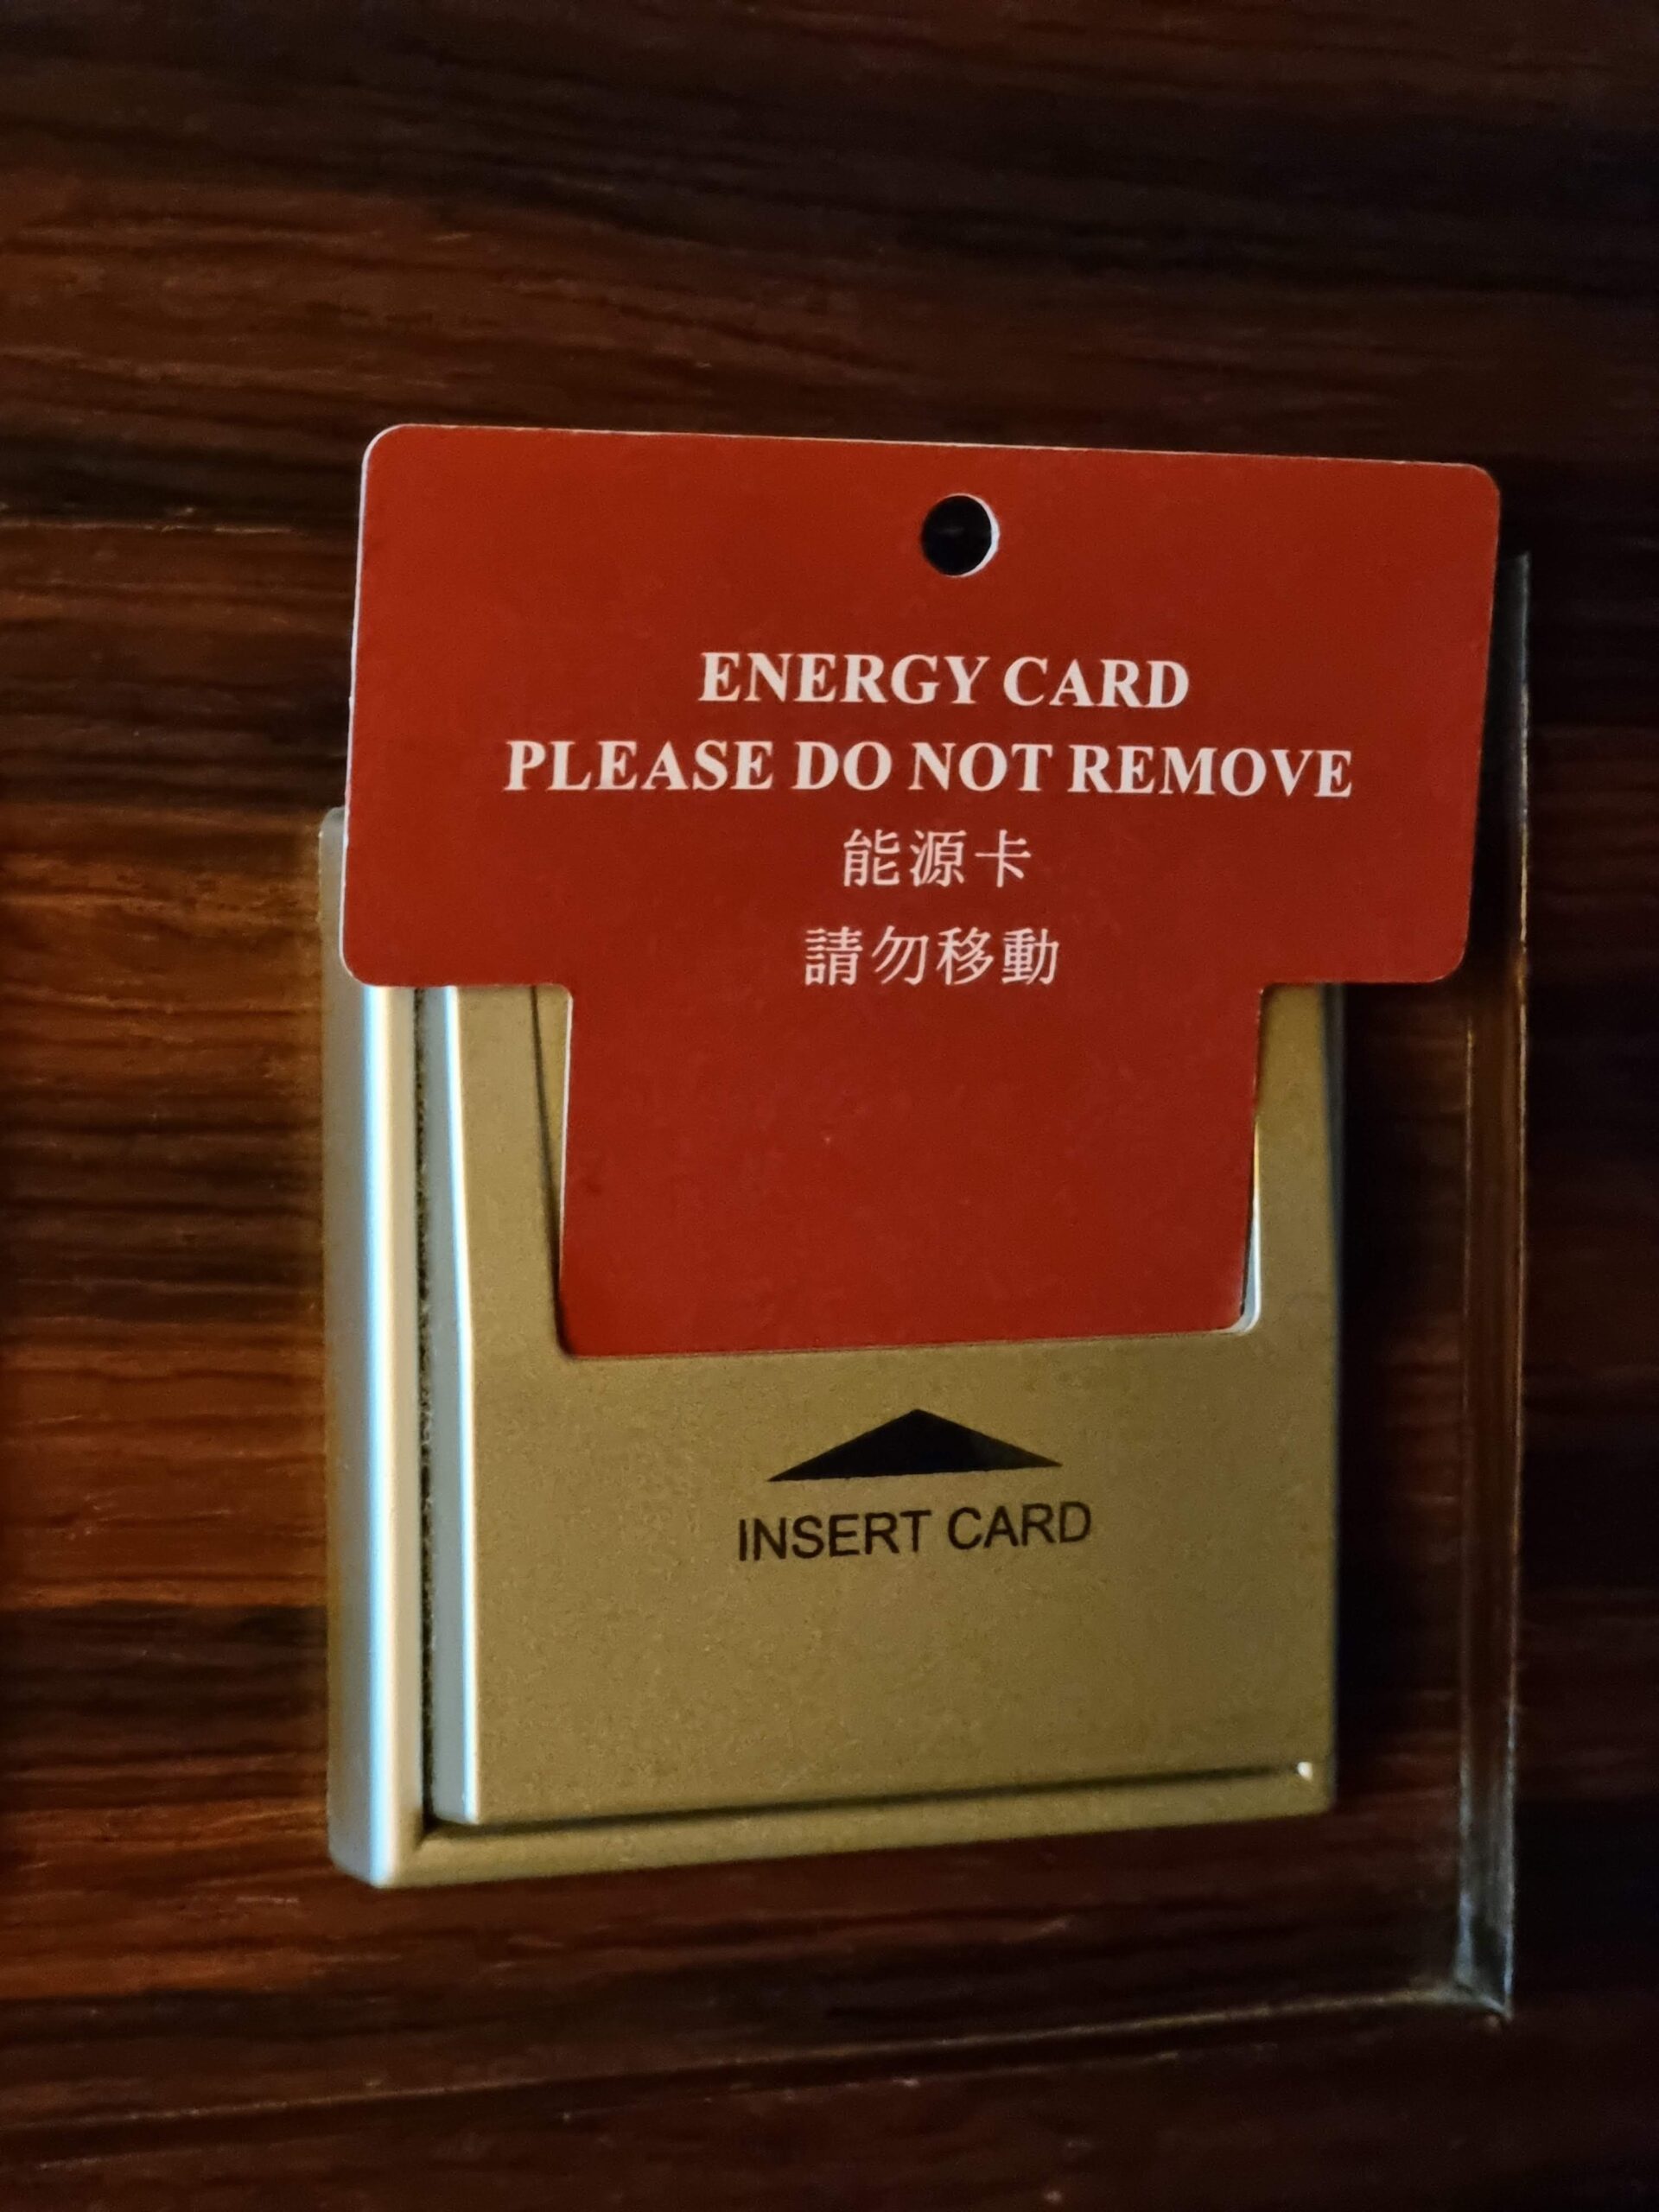 ENERGY CARD
PLEASE DO NOT REMOVE
能源卡
請勿移動
INSERT CARD